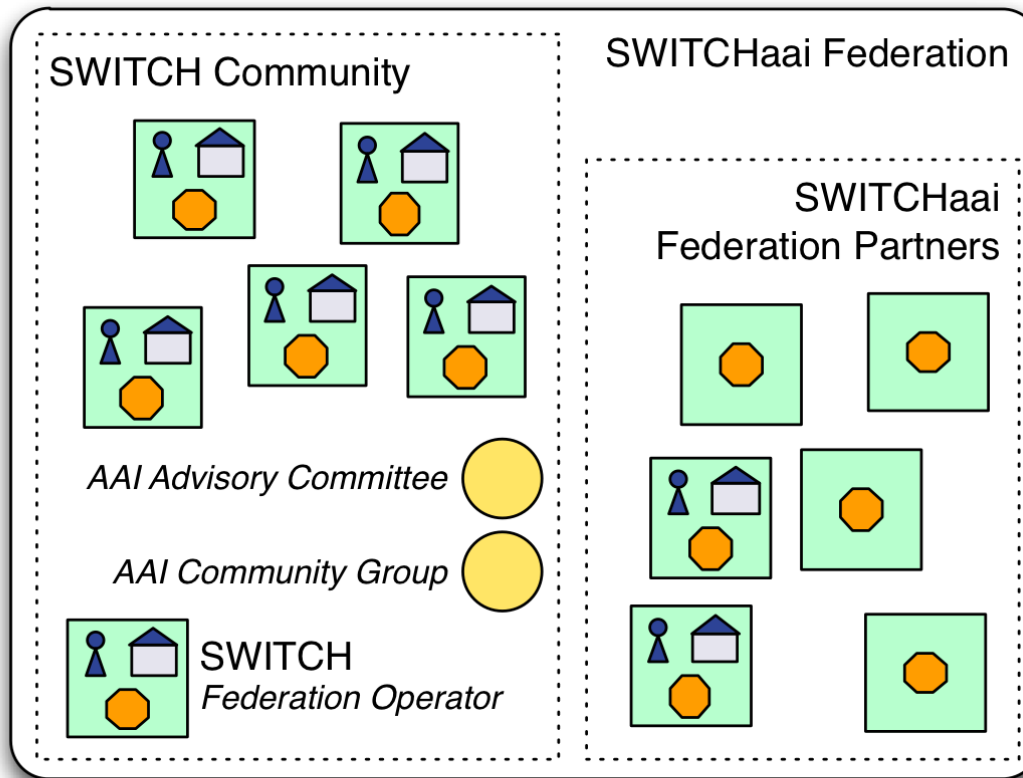 SWITCH Community
SWITCHaai Federation
SWITCHaai
Federation Partners
AAI Advisory Committee
AAI Community Group
SWITCH
Federation Operator